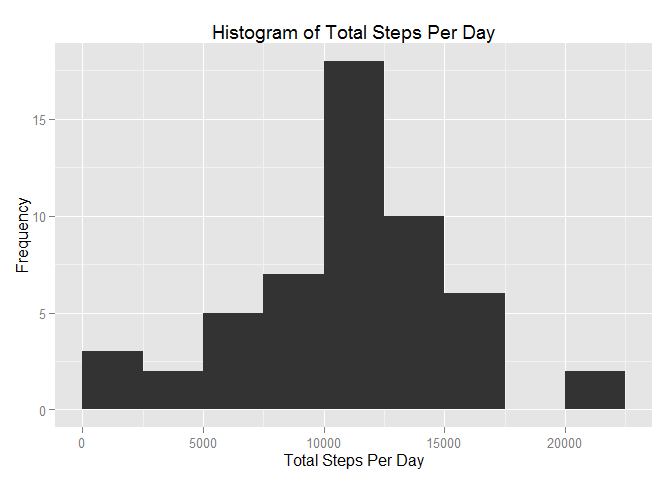 Histogram of Total Steps Per Day
Frequency
15
10
5
0
0 5000 10000 15000 20000
Total Steps Per Day